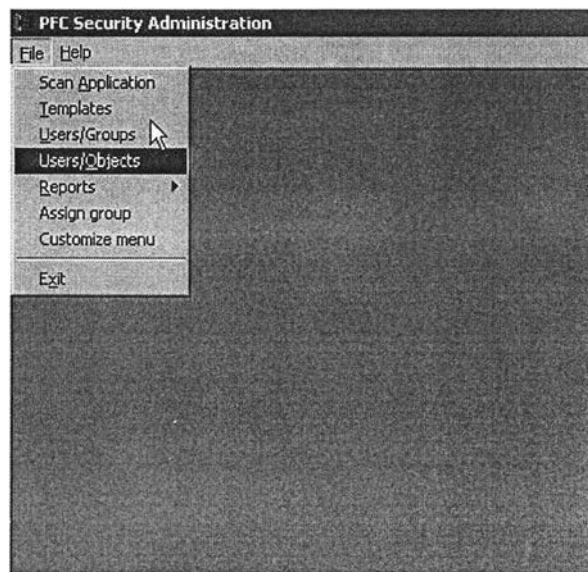 PFC Security Administration
File Help
Scan Application
Templates
Users/Groups
Users/Objects
Reports
Assign group
Customize menu
Exit